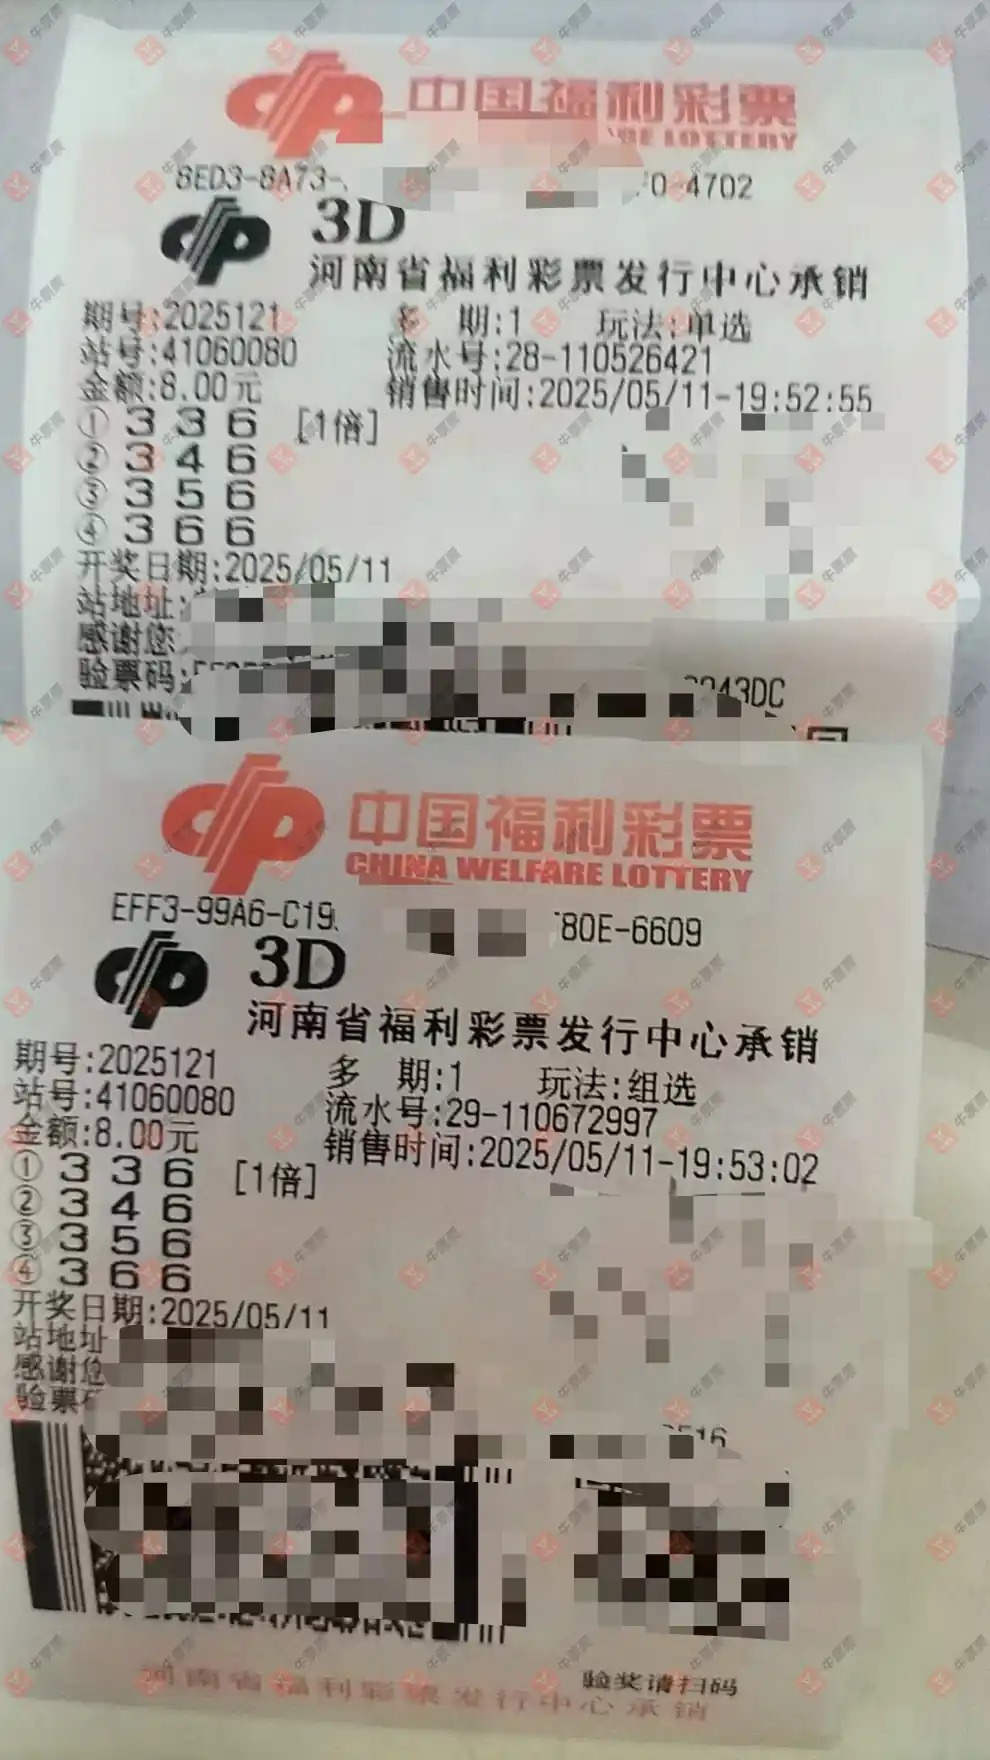 中国福利彩票
RE LOTTERY
8ED3-8A73- 0-4702
3D
河南省福利彩票发行中心承销
期号:2025121 多 期:1 玩法:单选
站号:41060080 流水号:28-110526421
金额:8.00元 销售时间:2025/05/11-19:52:55
① 3 3 6 [1倍]
② 3 4 6
③ 3 5 6
④ 3 6 6
开奖日期:2025/05/11
站地址:
感谢您
验票码: 43DC
中国福利彩票
CHINA WELFARE LOTTERY
EFF3-99A6-C19 80E-6609
3D
河南省福利彩票发行中心承销
期号:2025121 多 期:1 玩法:组选
站号:41060080 流水号:29-110672997
金额:8.00元 销售时间:2025/05/11-19:53:02
① 3 3 6 [1倍]
② 3 4 6
③ 3 5 6
④ 3 6 6
开奖日期:2025/05/11
站地址
感谢您
验票
516
验奖请扫码
河南省福利彩票发行中心承销